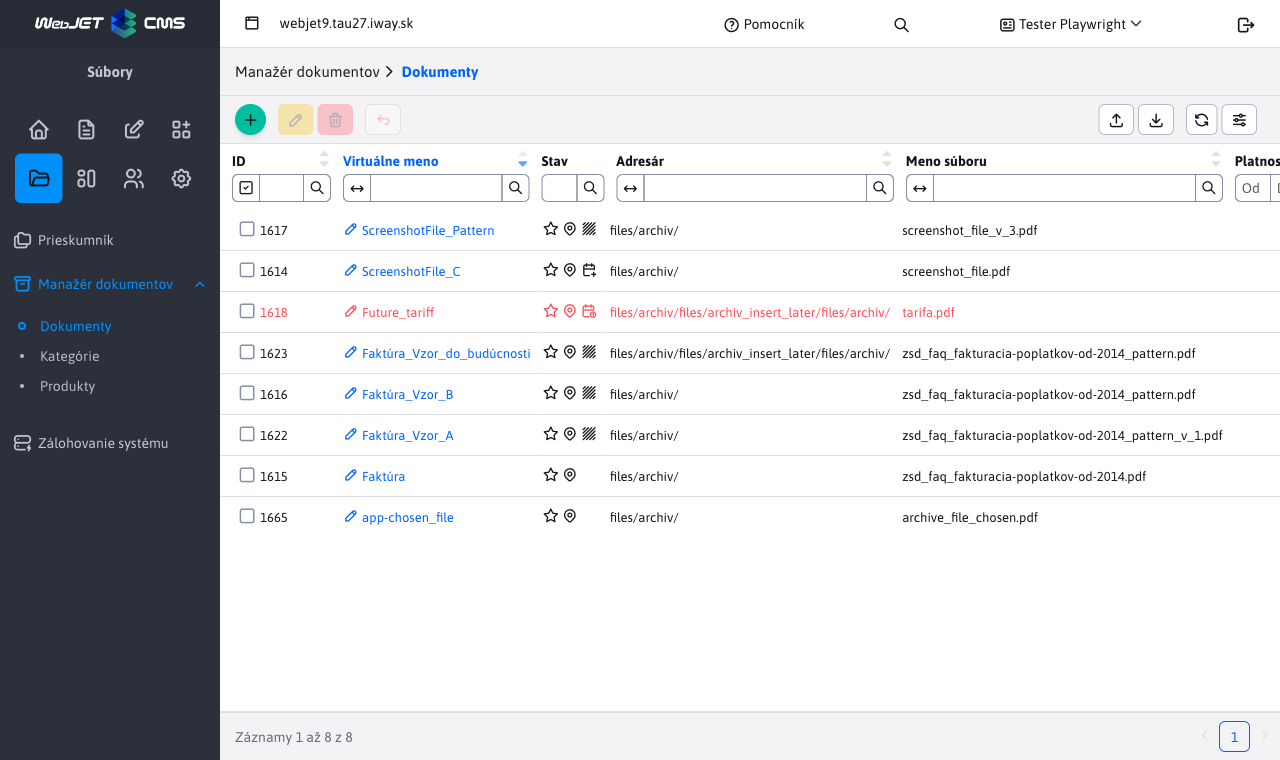 WebJET CMS
webjet9.tau27.iway.sk
Pomocník
Tester Playwright
Súbory
Manažér dokumentov
Dokumenty
Prieskumník
Manažér dokumentov
Dokumenty
Kategórie
Produkty
Zálohovanie systému
ID Virtuálne meno Stav Adresár Meno súboru Platnos
Od D
1617 ScreenshotFile_Pattern files/archiv/ screenshot_file_v_3.pdf
1614 ScreenshotFile_C files/archiv/ screenshot_file.pdf
1618 Future_tariff files/archiv/files/archiv_insert_later/files/archiv/ tarifa.pdf
1623 Faktúra_Vzor_do_budúcnosti files/archiv/files/archiv_insert_later/files/archiv/ zsd_faq_fakturacia-poplatkov-od-2014_pattern.pdf
1616 Faktúra_Vzor_B files/archiv/ zsd_faq_fakturacia-poplatkov-od-2014_pattern.pdf
1622 Faktúra_Vzor_A files/archiv/ zsd_faq_fakturacia-poplatkov-od-2014_pattern_v_1.pdf
1615 Faktúra files/archiv/ zsd_faq_fakturacia-poplatkov-od-2014.pdf
1665 app-chosen_file files/archiv/ archive_file_chosen.pdf
Záznamy 1 až 8 z 8
1